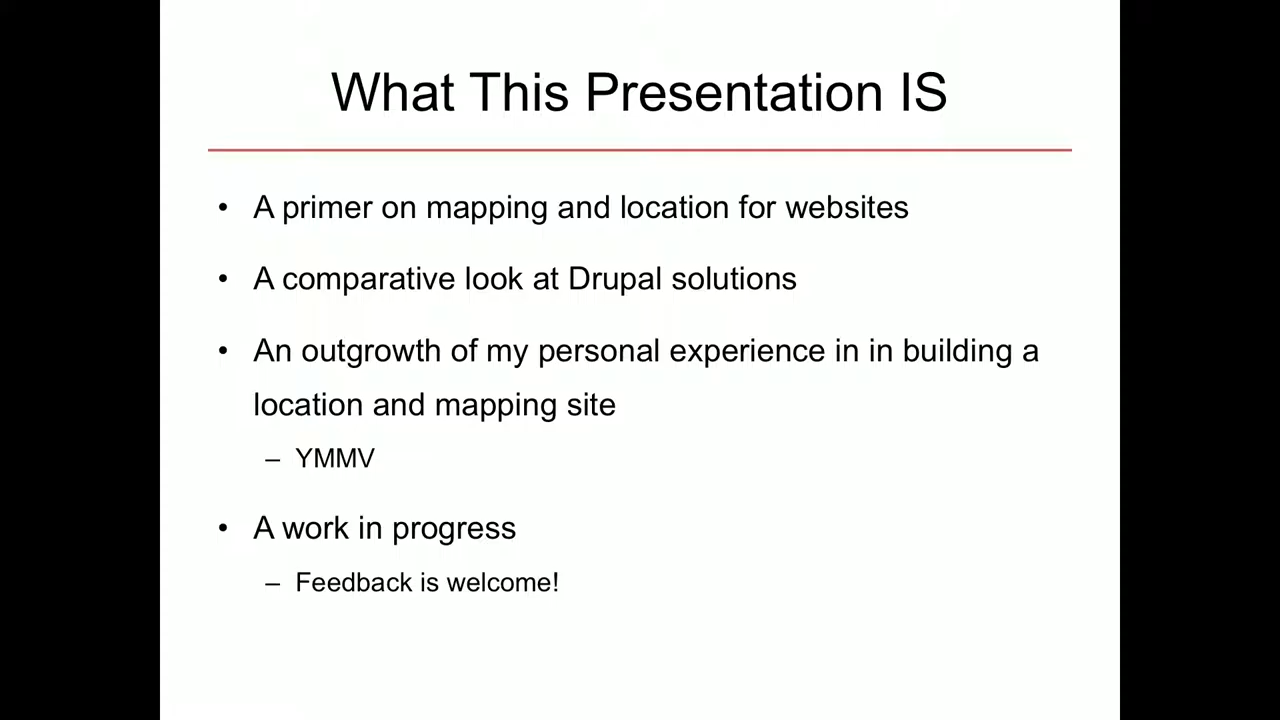 What This Presentation IS
• A primer on mapping and location for websites
• A comparative look at Drupal solutions
• An outgrowth of my personal experience in in building a
location and mapping site
– YMMV
• A work in progress
– Feedback is welcome!